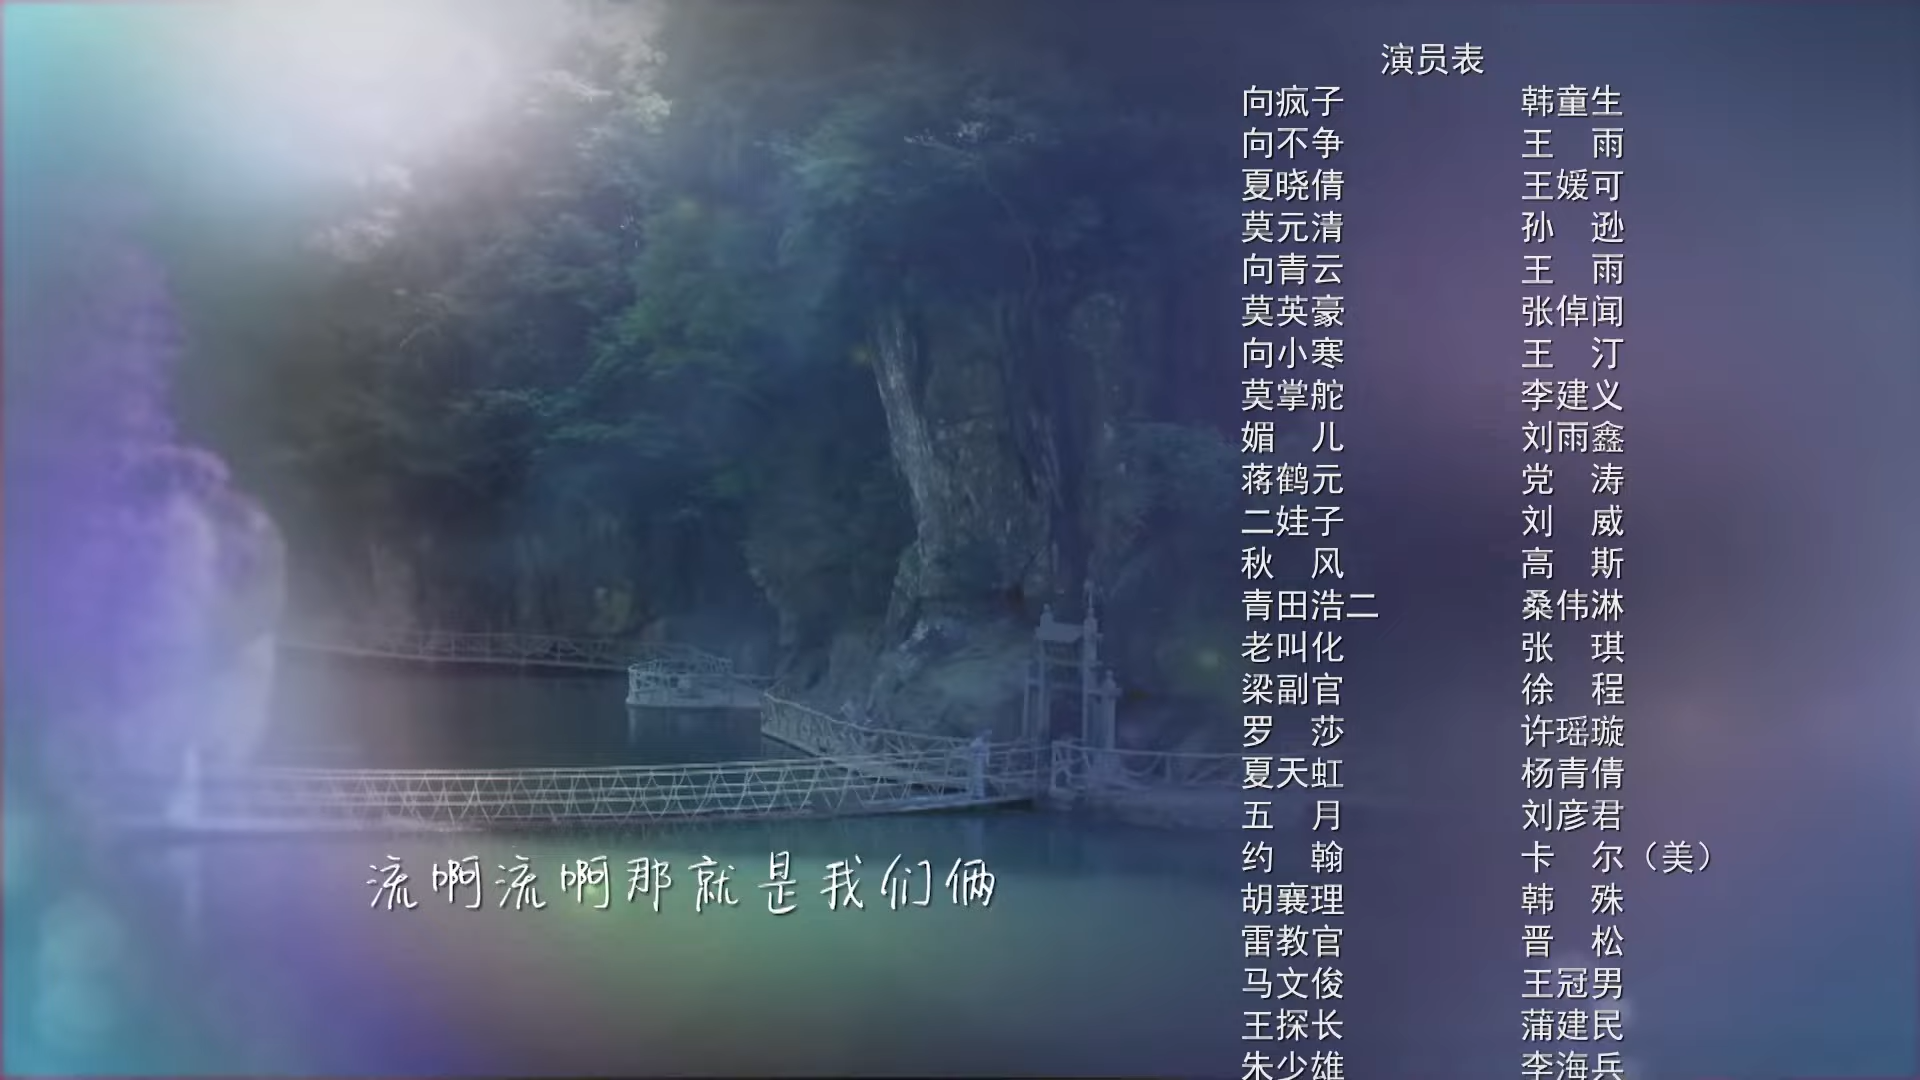 演员表
向疯子 韩童生
向不争 王 雨
夏晓倩 王媛可
莫元清 孙 逊
向青云 王 雨
莫英豪 张倬闻
向小寒 王 汀
莫掌舵 李建义
媚 儿 刘雨鑫
蒋鹤元 党 涛
二娃子 刘 威
秋 风 高 斯
青田浩二 桑伟淋
老叫化 张 琪
梁副官 徐 程
罗 莎 许瑶璇
夏天虹 杨青倩
五 月 刘彦君
约 翰 卡 尔（美）
胡襄理 韩 殊
雷教官 晋 松
马文俊 王冠男
王探长 蒲建民
朱少雄 李海兵
流啊流啊那就是我们俩